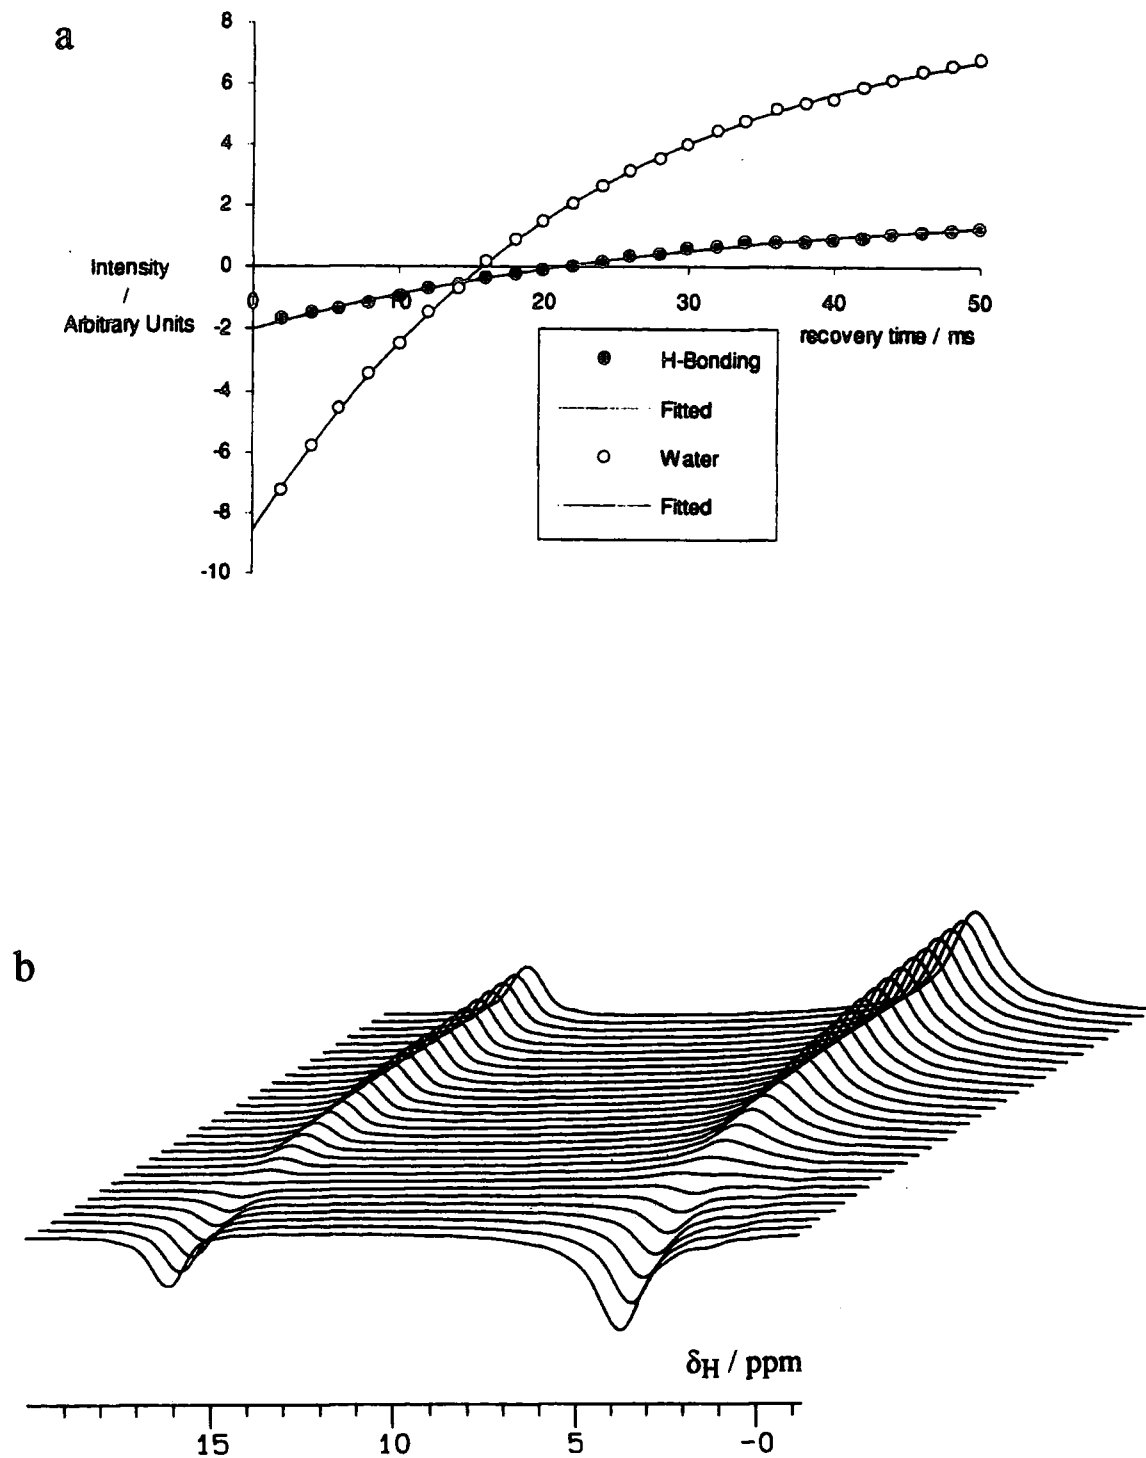 a
8
6
4
2
0
-2
-4
-6
-8
-10
Intensity
/
Arbitrary Units
0 10 20 30 40 50
recovery time / ms
H-Bonding
Fitted
Water
Fitted
b
δH / ppm
15 10 5 -0